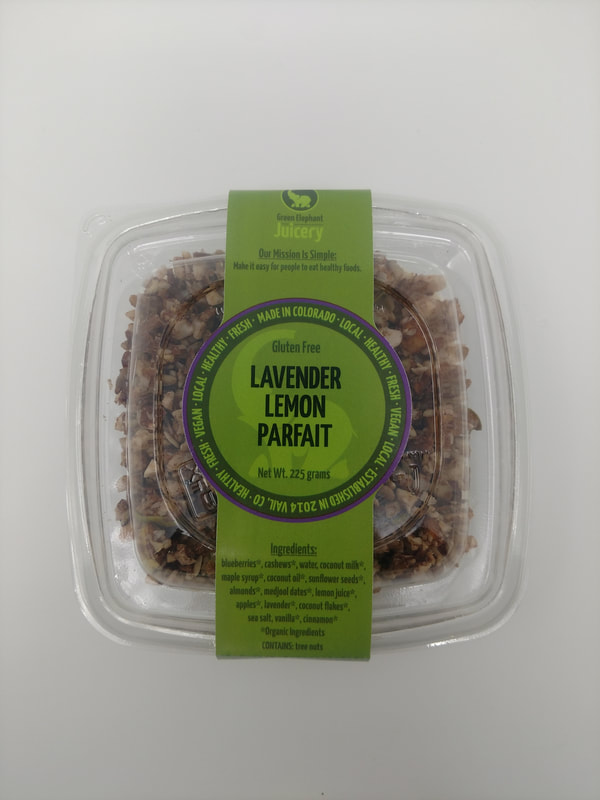 Green Elephant
Juicery
Our Mission Is Simple:
Make it easy for people to eat healthy foods.
HEALTHY · FRESH · VEGAN · LOCAL · HEALTHY · FRESH · MADE IN COLORADO · LOCAL · HEALTHY · FRESH · VEGAN · LOCAL · ESTABLISHED IN 2014 VAIL, CO ·
Gluten Free
LAVENDER
LEMON
PARFAIT
Net Wt. 225 grams
Ingredients:
blueberries*, cashews*, water, coconut milk*,
maple syrup*, coconut oil*, sunflower seeds*,
almonds*, medjool dates*, lemon juice*,
apples*, lavender*, coconut flakes*,
sea salt, vanilla*, cinnamon*
*Organic Ingredients
CONTAINS: tree nuts